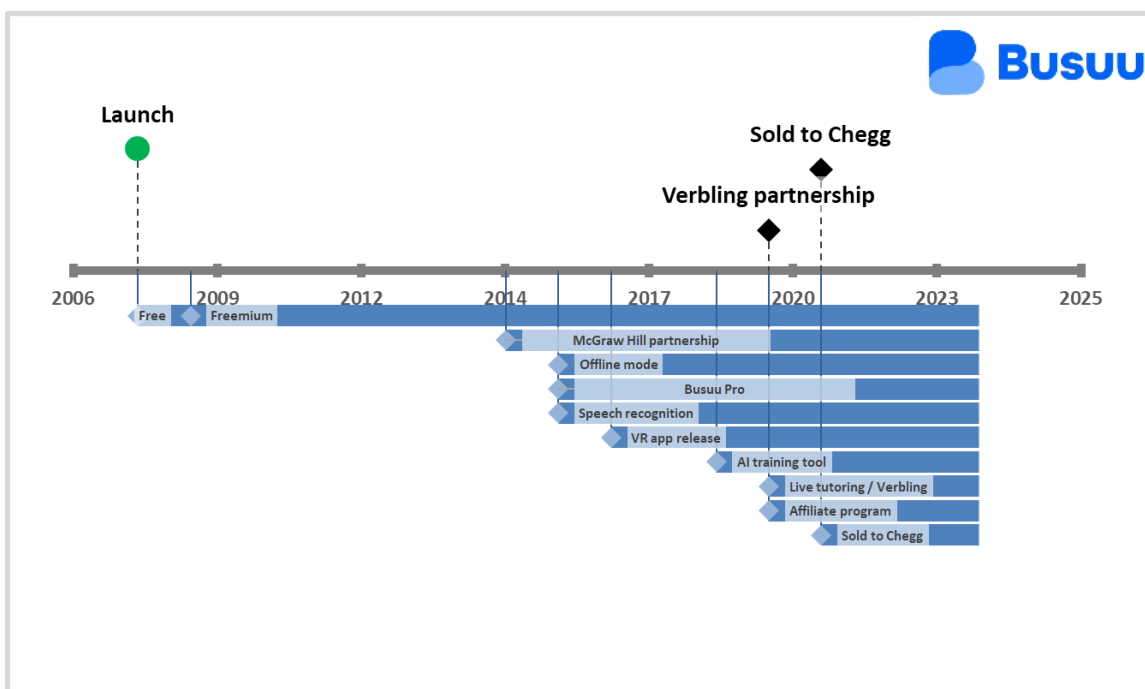 Busuu
Launch
Sold to Chegg
Verbling partnership
2006 2009 2012 2014 2017 2020 2023 2025
Free Freemium
McGraw Hill partnership
Offline mode
Busuu Pro
Speech recognition
VR app release
AI training tool
Live tutoring / Verbling
Affiliate program
Sold to Chegg